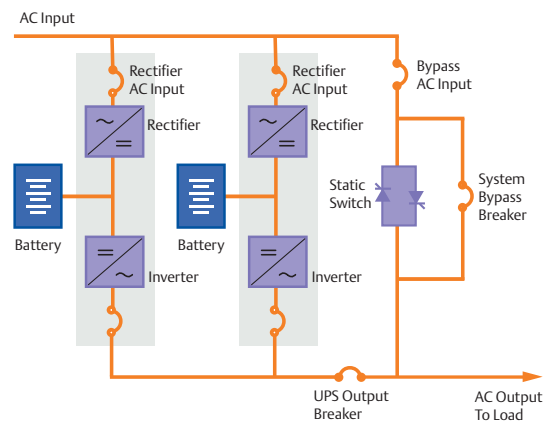 AC Input
Rectifier
AC Input
Rectifier
AC Input
Bypass
AC Input
Rectifier
Rectifier
Static
Switch
System
Bypass
Breaker
Battery
Battery
Inverter
Inverter
UPS Output
Breaker
AC Output
To Load